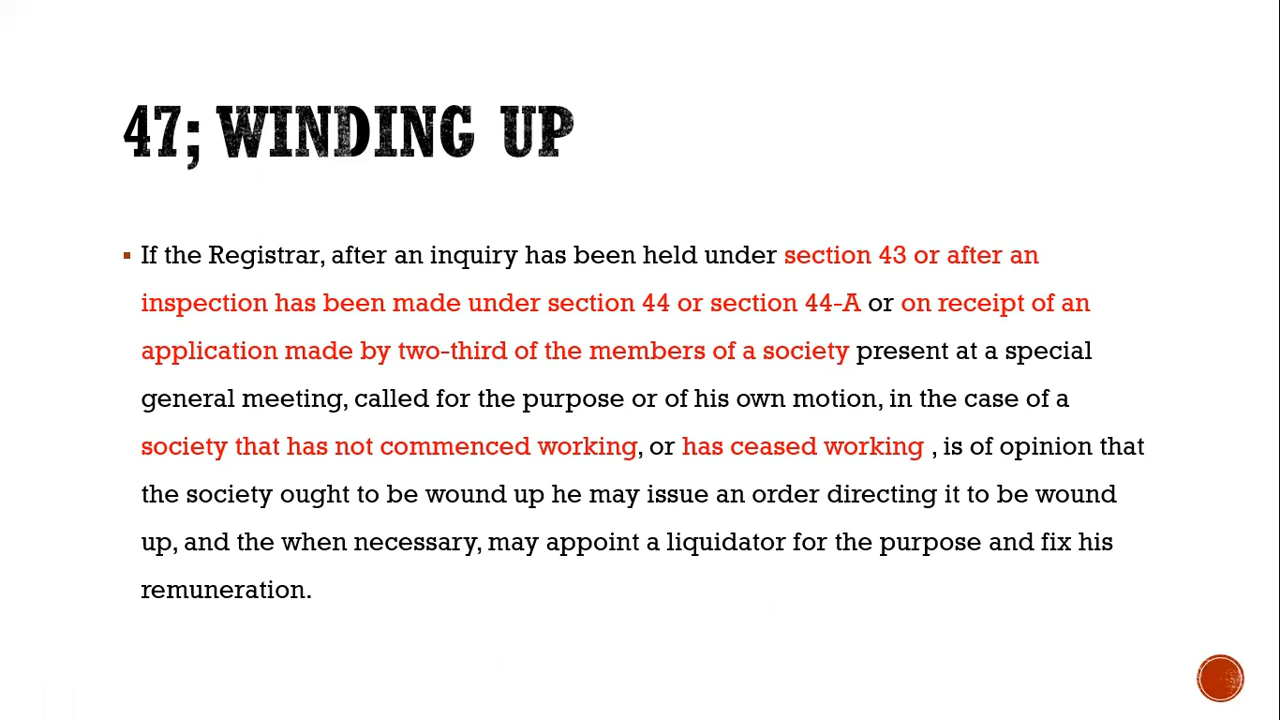 47; WINDING UP
If the Registrar, after an inquiry has been held under section 43 or after an
inspection has been made under section 44 or section 44-A or on receipt of an
application made by two-third of the members of a society present at a special
general meeting, called for the purpose or of his own motion, in the case of a
society that has not commenced working, or has ceased working , is of opinion that
the society ought to be wound up he may issue an order directing it to be wound
up, and the when necessary, may appoint a liquidator for the purpose and fix his
remuneration.